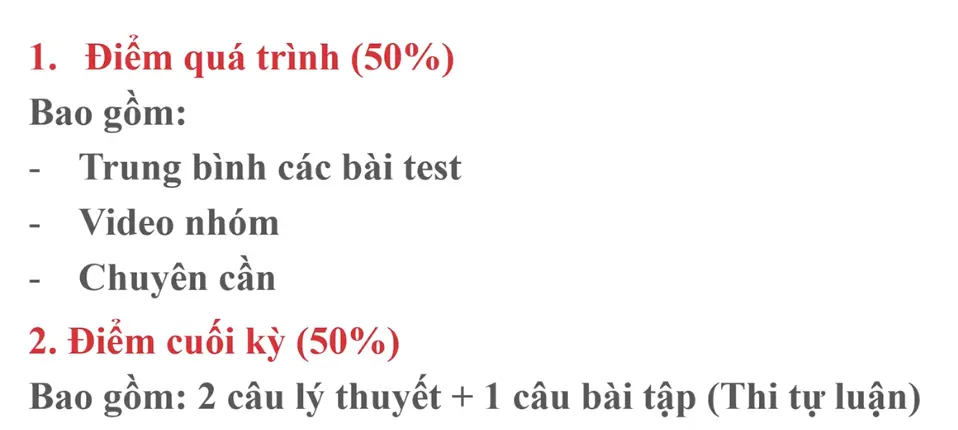 1. Điểm quá trình (50%)
Bao gồm:
- Trung bình các bài test
- Video nhóm
- Chuyên cần
2. Điểm cuối kỳ (50%)
Bao gồm: 2 câu lý thuyết + 1 câu bài tập (Thi tự luận)